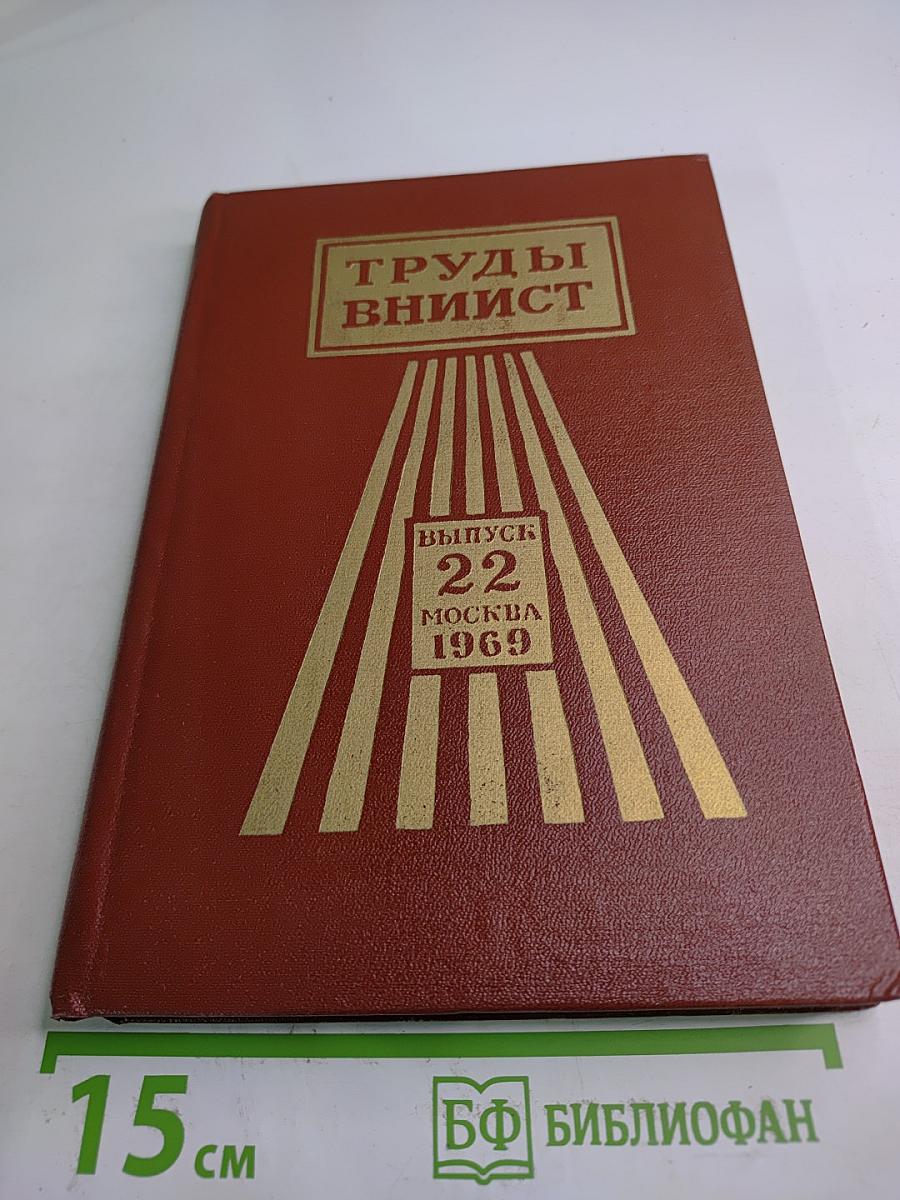 ТРУДЫ
ВНИИСТ
ВЫПУСК
22
МОСКВА
1969
15 см
БФ БИБЛИОФАН